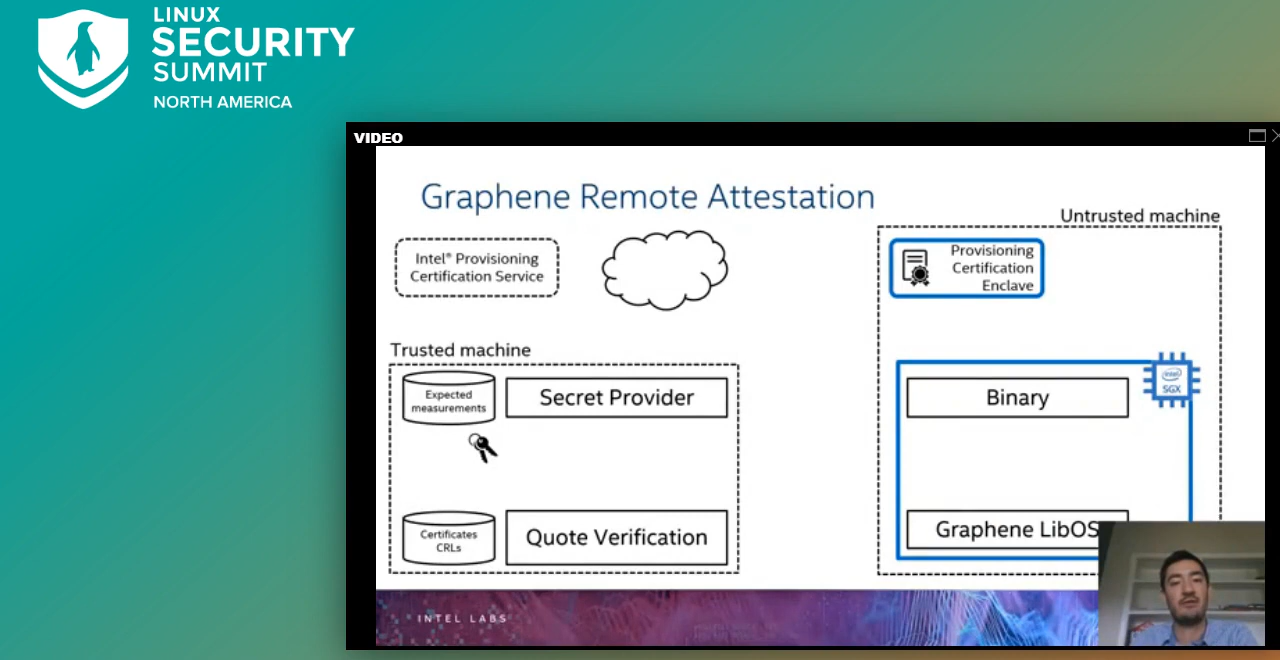 LINUX
SECURITY
SUMMIT
NORTH AMERICA
VIDEO
Graphene Remote Attestation
Untrusted machine
Intel® Provisioning
Certification Service
Provisioning
Certification
Enclave
Trusted machine
Expected
measurements
Secret Provider
Binary
intel
SGX
Certificates
CRLs
Quote Verification
Graphene LibOS
INTEL LABS